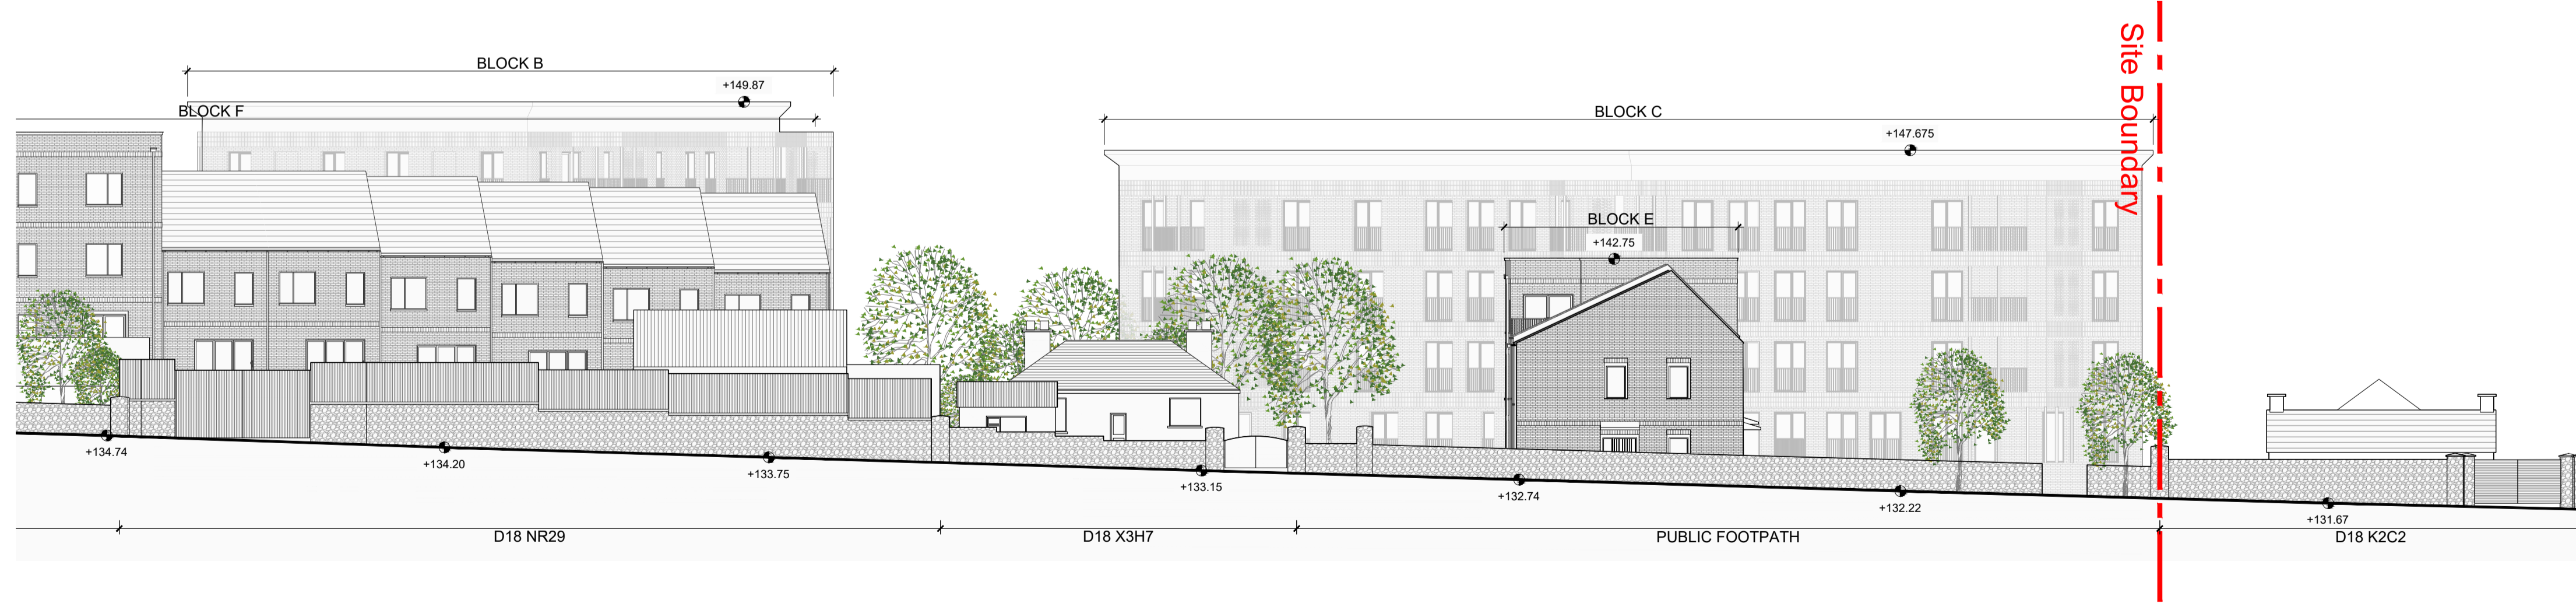 BLOCK B
+149.87
BLOCK F
BLOCK C
+147.675
Site Boundary
BLOCK E
+142.75
+134.74
+134.20
+133.75
+133.15
+132.74
+132.22
+131.67
D18 NR29
D18 X3H7
PUBLIC FOOTPATH
D18 K2C2